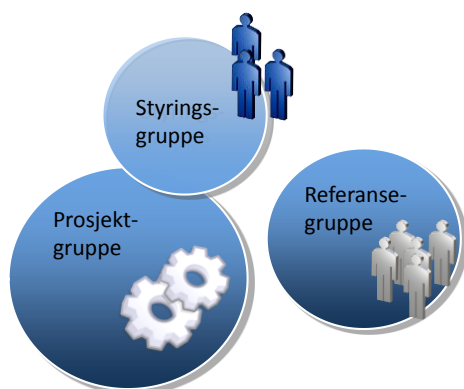 Styrings-
gruppe
Prosjekt-
gruppe
Referanse-
gruppe